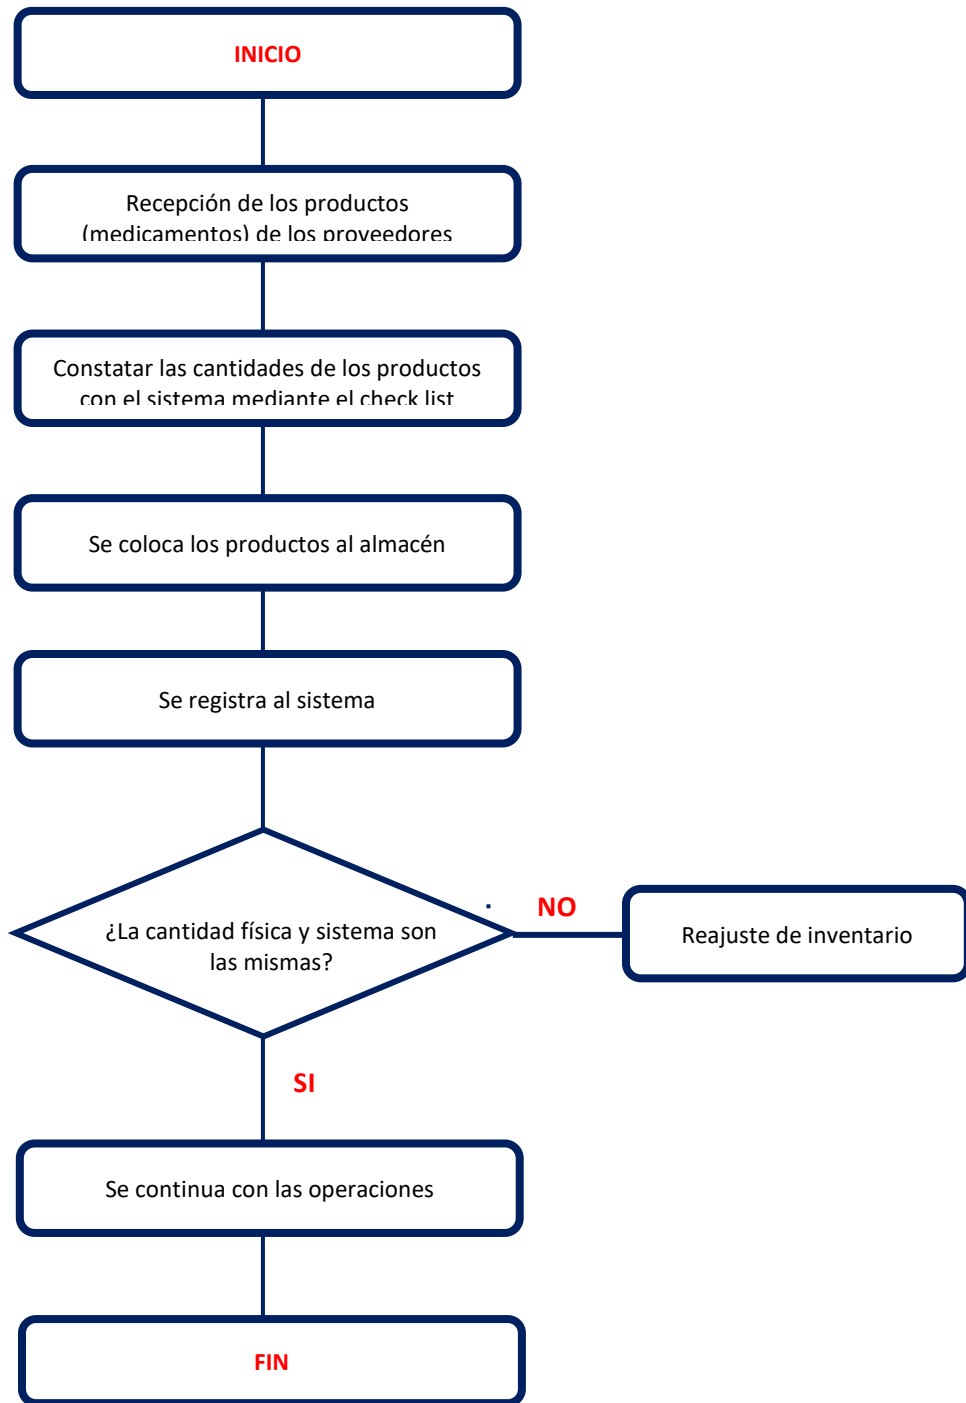 INICIO
Recepción de los productos
(medicamentos) de los proveedores
Constatar las cantidades de los productos
con el sistema mediante el check list
Se coloca los productos al almacén
Se registra al sistema
¿La cantidad física y sistema son
las mismas?
NO
Reajuste de inventario
SI
Se continua con las operaciones
FIN